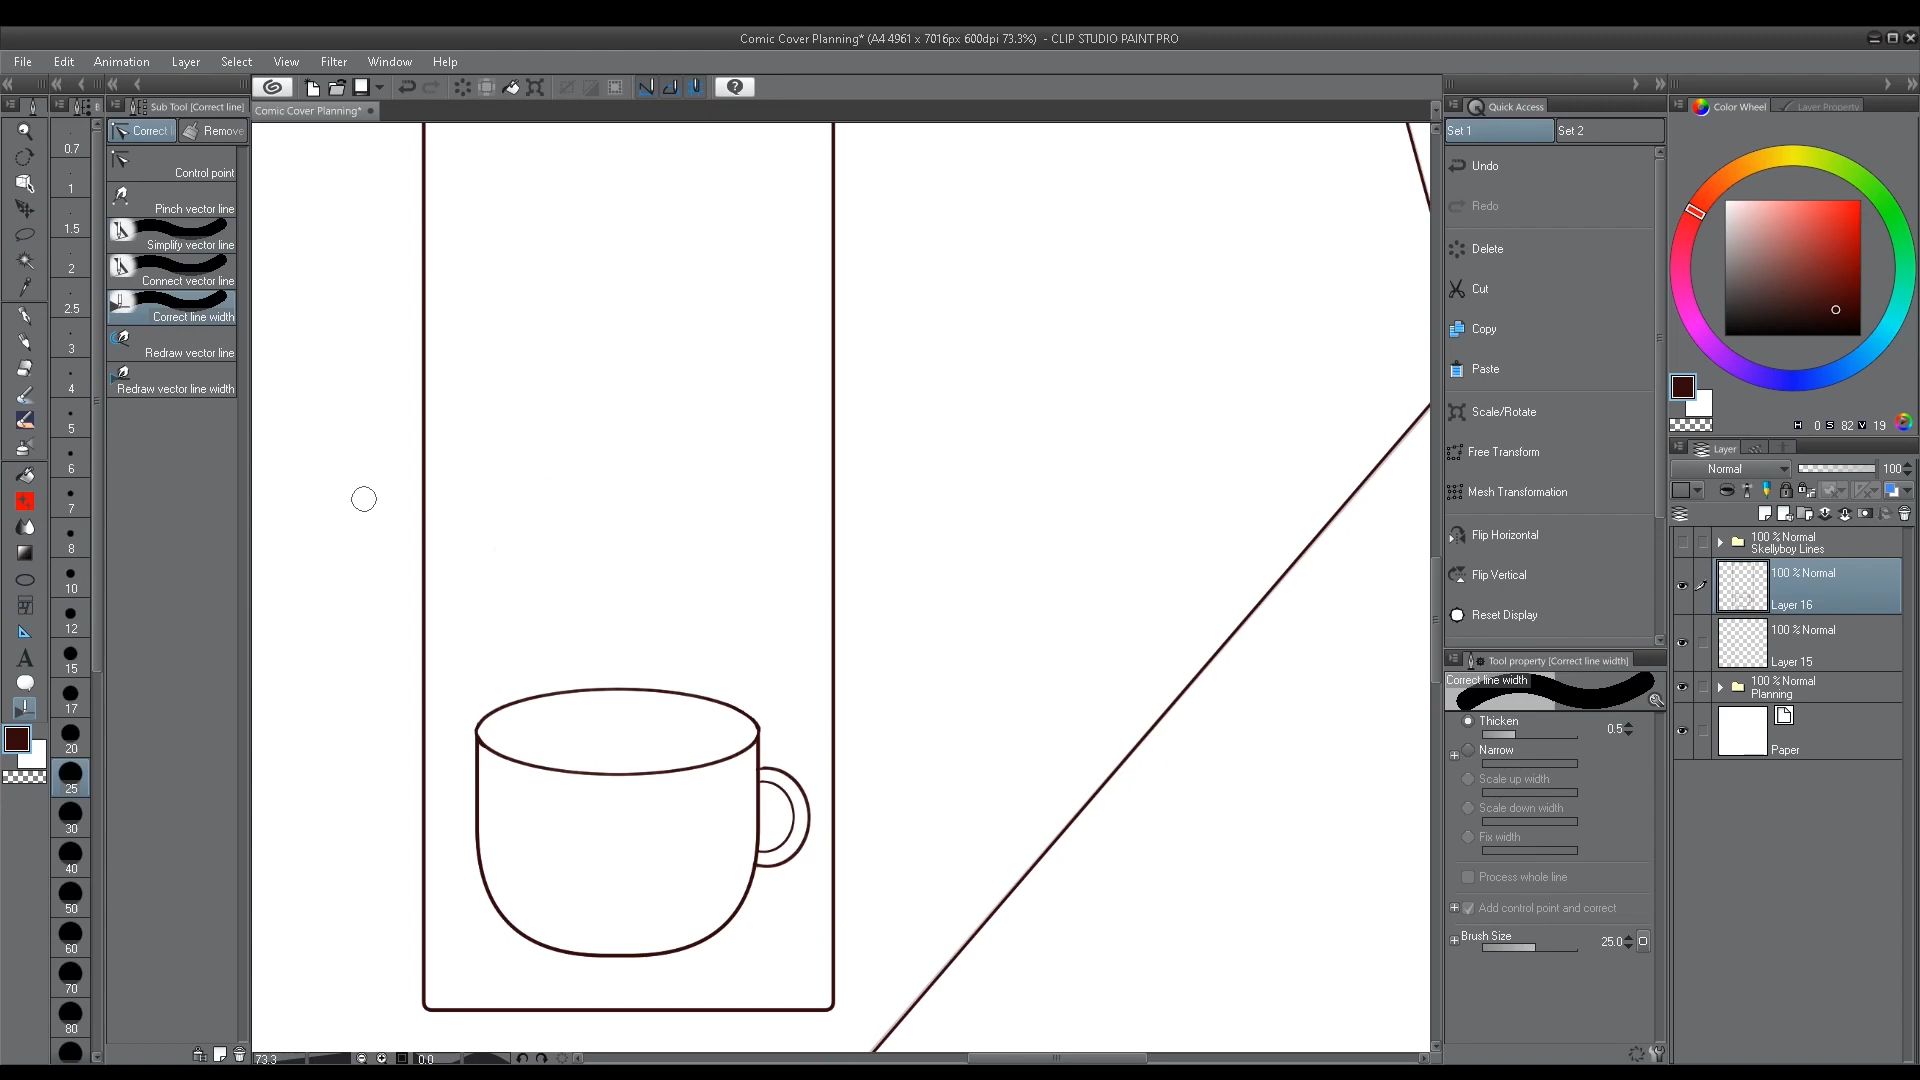 Comic Cover Planning* (A4 4961 x 7016px 600dpi 73.3%) - CLIP STUDIO PAINT PRO
File Edit Animation Layer Select View Filter Window Help
Sub Tool [Correct line]
Comic Cover Planning*
Correct l
Remove
Control point
Pinch vector line
Simplify vector line
Connect vector line
Correct line width
Redraw vector line
Redraw vector line width
0.7
1
1.5
2
2.5
3
4
5
6
7
8
10
12
15
17
20
25
30
40
50
60
70
80
73.3
0.0
Quick Access
Set 1
Set 2
Undo
Redo
Delete
Cut
Copy
Paste
Scale/Rotate
Free Transform
Mesh Transformation
Flip Horizontal
Flip Vertical
Reset Display
Tool property [Correct line width]
Correct line width
Thicken
0.5
Narrow
Scale up width
Scale down width
Fix width
Process whole line
Add control point and correct
Brush Size
25.0
Color Wheel
Layer Property
H 0 S 82 V 19
Layer
Normal
100
100 % Normal
Skellyboy Lines
100 % Normal
Layer 16
100 % Normal
Layer 15
100 % Normal
Planning
Paper